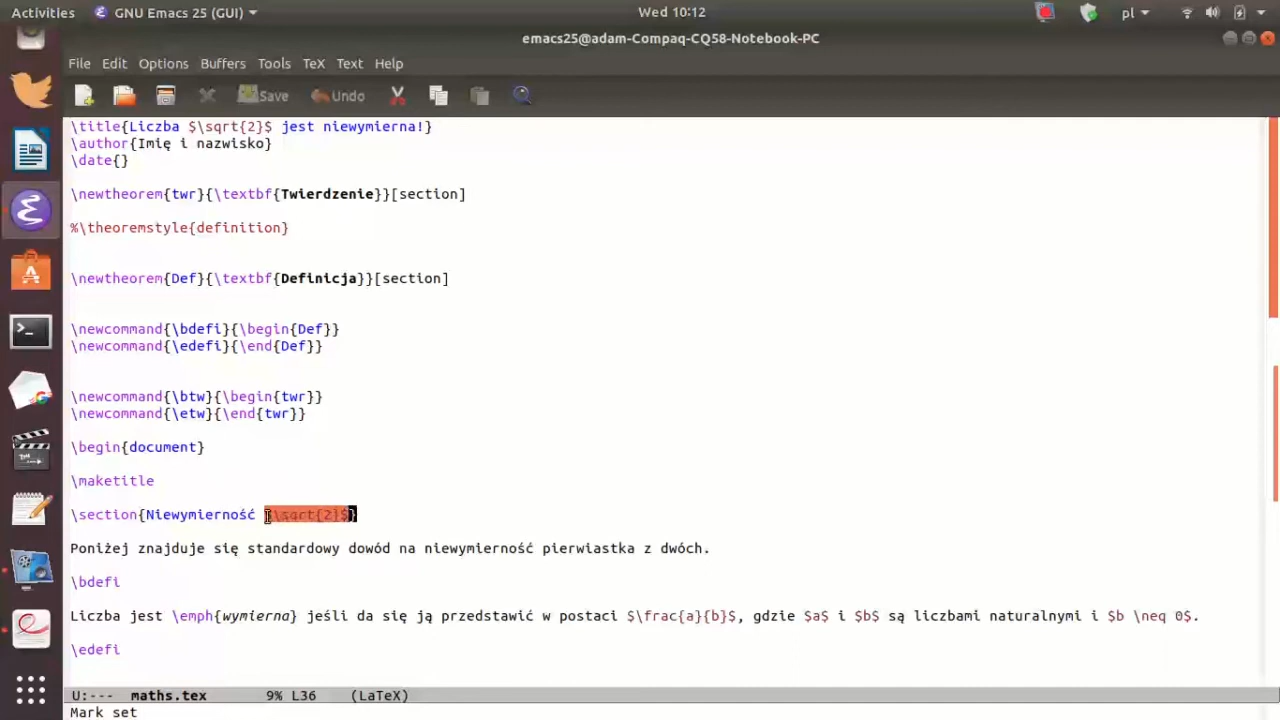 Activities GNU Emacs 25 (GUI) Wed 10:12 pl
emacs25@adam-Compaq-CQ58-Notebook-PC
File Edit Options Buffers Tools TeX Text Help
Save Undo
\title{Liczba $\sqrt{2}$ jest niewymierna!}
\author{Imię i nazwisko}
\date{}
\newtheorem{twr}{\textbf{Twierdzenie}}[section]
%\theoremstyle{definition}
\newtheorem{Def}{\textbf{Definicja}}[section]
\newcommand{\bdefi}{\begin{Def}}
\newcommand{\edefi}{\end{Def}}
\newcommand{\btw}{\begin{twr}}
\newcommand{\etw}{\end{twr}}
\begin{document}
\maketitle
\section{Niewymierność $\sqrt{2}$}
Poniżej znajduje się standardowy dowód na niewymierność pierwiastka z dwóch.
\bdefi
Liczba jest \emph{wymierna} jeśli da się ją przedstawić w postaci $\frac{a}{b}$, gdzie $a$ i $b$ są liczbami naturalnymi i $b \neq 0$.
\edefi
U:--- maths.tex 9% L36 (LaTeX)
Mark set